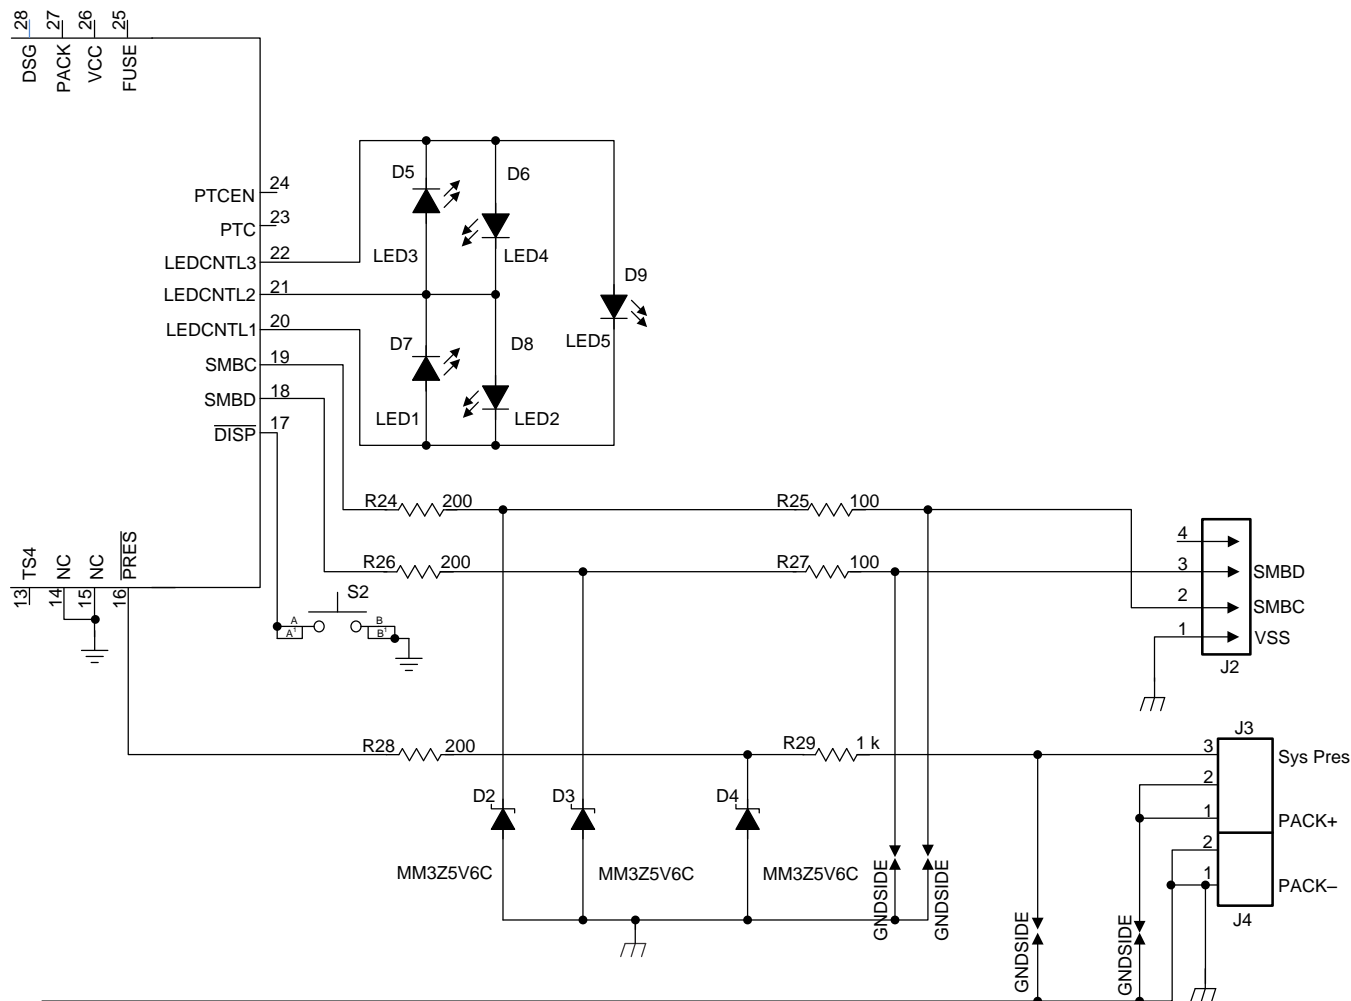 28
27
26
25
DSG
PACK
VCC
FUSE
PTCEN
24
PTC
23
LEDCNTL3
22
LEDCNTL2
21
LEDCNTL1
20
SMBC
19
SMBD
18
DISP
17
D5
D6
LED3
LED4
D9
LED5
D7
D8
LED1
LED2
R24
200
R25
100
R26
200
R27
100
TS4
NC
NC
PRES
13
14
15
16
S2
A
B
A1
B1
4
3
SMBD
2
SMBC
1
VSS
J2
R28
200
R29
1 k
J3
3
Sys Pres
2
1
PACK+
2
1
PACK–
J4
D2
D3
D4
MM3Z5V6C
MM3Z5V6C
MM3Z5V6C
GNDSIDE
GNDSIDE
GNDSIDE
GNDSIDE